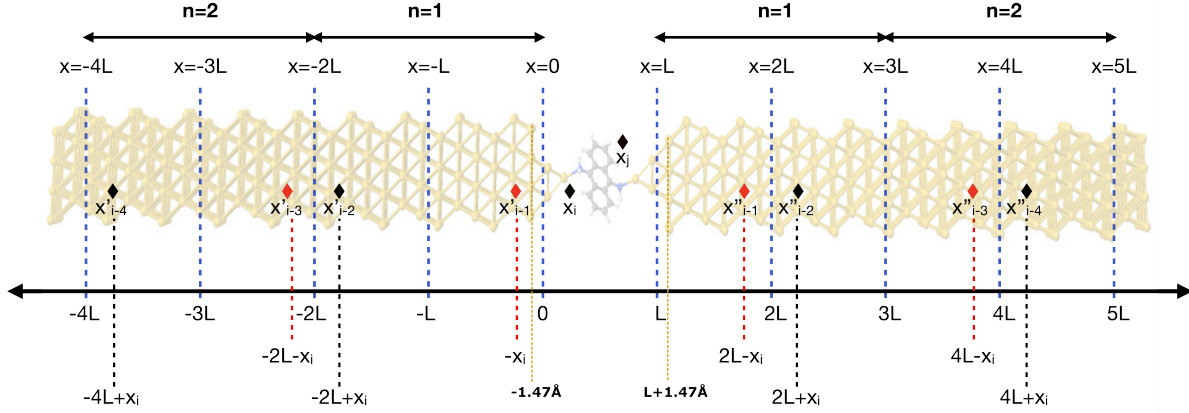 n=2 n=1 n=1 n=2
x=-4L x=-3L x=-2L x=-L x=0 x=L x=2L x=3L x=4L x=5L
xⱼ
x'ᵢ₋₄ x'ᵢ₋₃ x'ᵢ₋₂ x'ᵢ₋₁ xᵢ x"ᵢ₋₁ x"ᵢ₋₂ x"ᵢ₋₃ x"ᵢ₋₄
-4L -3L -2L -L 0 L 2L 3L 4L 5L
-2L-xᵢ -xᵢ 2L-xᵢ 4L-xᵢ
-4L+xᵢ -2L+xᵢ -1.47Å L+1.47Å 2L+xᵢ 4L+xᵢ